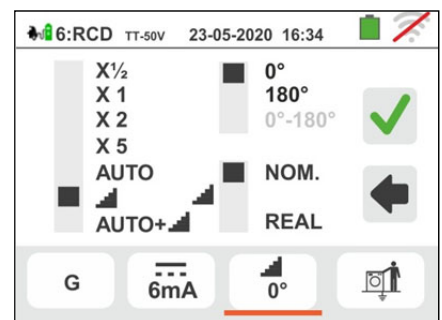 6:RCD TT-50V 23-05-2020 16:34
X½ 0°
X 1 180°
X 2 0°-180°
X 5
AUTO NOM.
AUTO+ REAL
G 6mA 0°